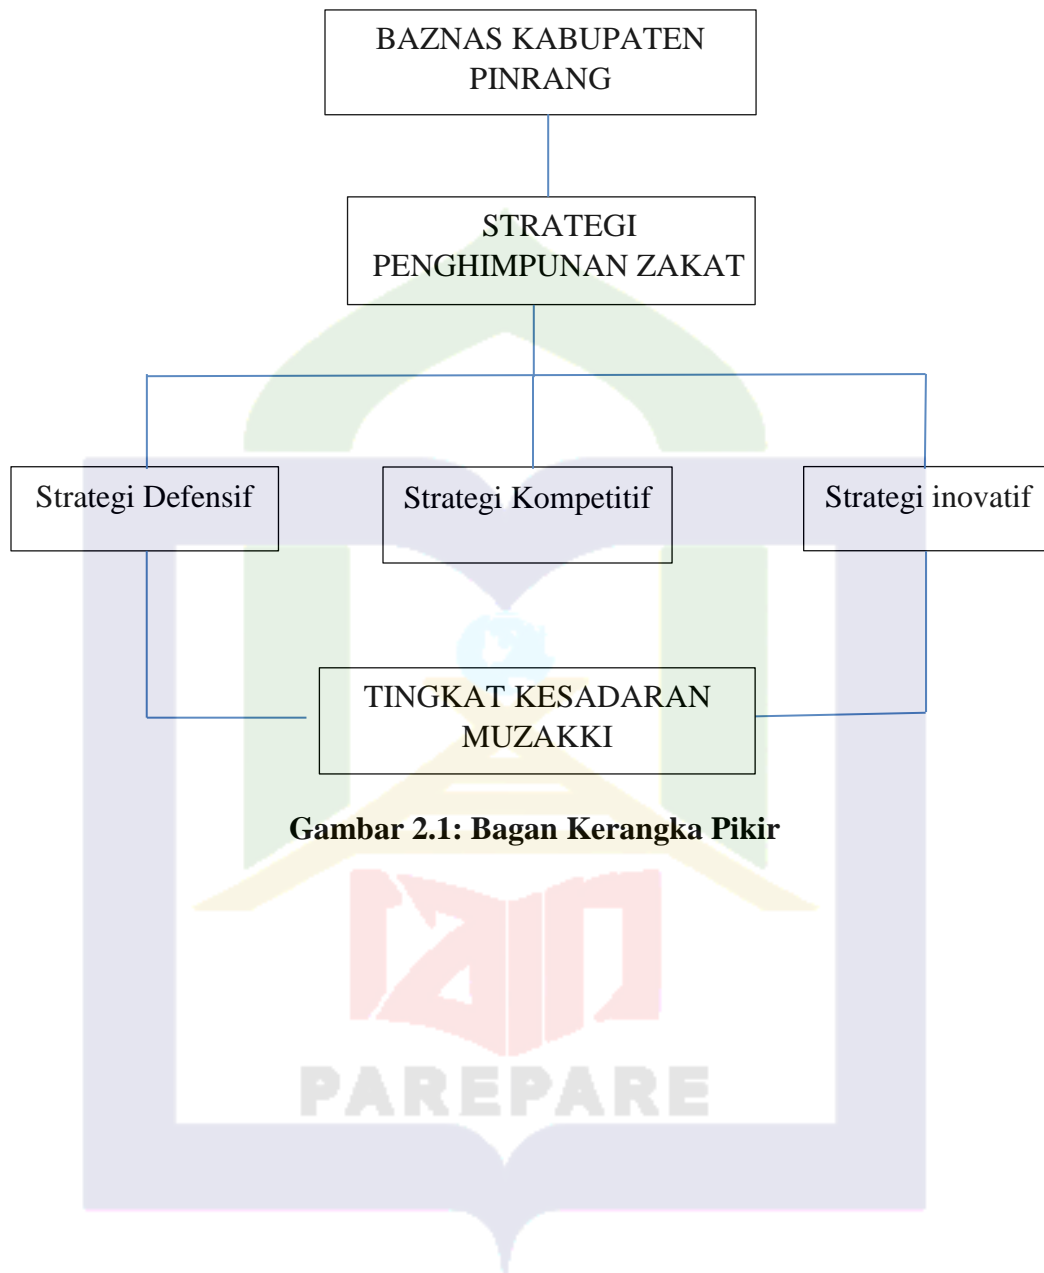 BAZNAS KABUPATEN
PINRANG
STRATEGI
PENGHIMPUNAN ZAKAT
Strategi Defensif
Strategi Kompetitif
Strategi inovatif
TINGKAT KESADARAN
MUZAKKI
Gambar 2.1: Bagan Kerangka Pikir
iain
PAREPARE